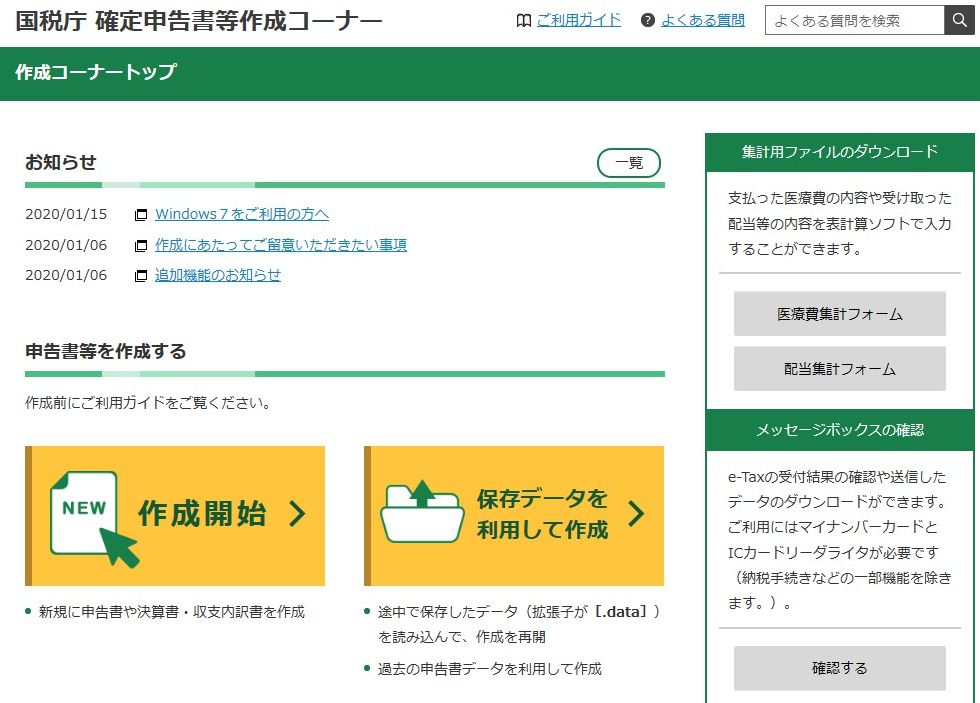 国税庁 確定申告書等作成コーナー
ご利用ガイド
よくある質問
よくある質問を検索
作成コーナートップ
お知らせ
一覧
2020/01/15 Windows７をご利用の方へ
2020/01/06 作成にあたってご留意いただきたい事項
2020/01/06 追加機能のお知らせ
申告書等を作成する
作成前にご利用ガイドをご覧ください。
NEW
作成開始
新規に申告書や決算書・収支内訳書を作成
保存データを
利用して作成
途中で保存したデータ（拡張子が［.data］）
を読み込んで、作成を再開
過去の申告書データを利用して作成
集計用ファイルのダウンロード
支払った医療費の内容や受け取った
配当等の内容を表計算ソフトで入力
することができます。
医療費集計フォーム
配当集計フォーム
メッセージボックスの確認
e-Taxの受付結果の確認や送信した
データのダウンロードができます。
ご利用にはマイナンバーカードと
ICカードリーダライタが必要です
（納税手続きなどの一部機能を除き
ます。）。
確認する